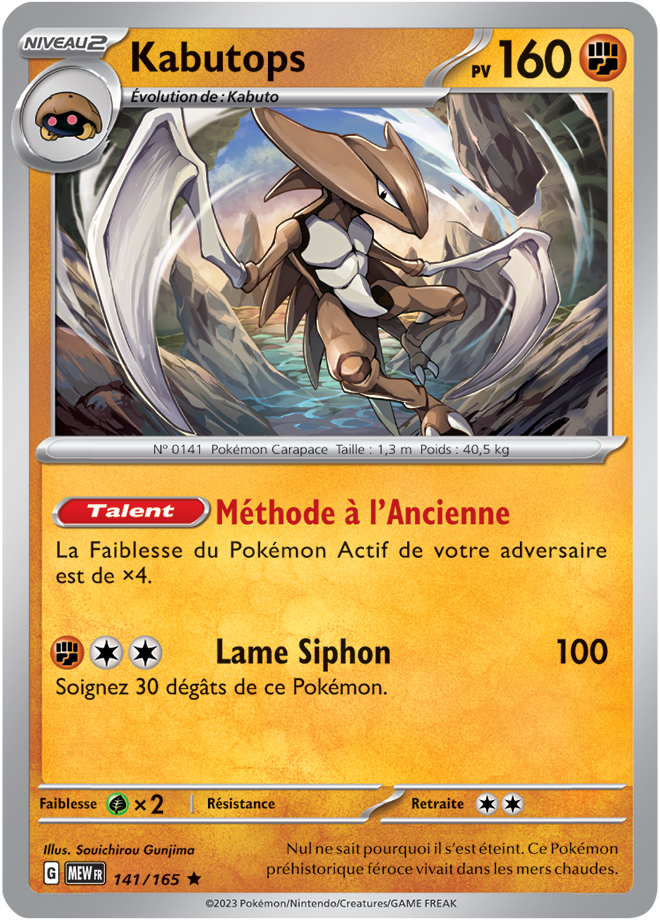 NIVEAU 2
Kabutops
PV 160
Évolution de : Kabuto
N° 0141 Pokémon Carapace Taille : 1,3 m Poids : 40,5 kg
Talent Méthode à l'Ancienne
La Faiblesse du Pokémon Actif de votre adversaire
est de ×4.
Lame Siphon 100
Soignez 30 dégâts de ce Pokémon.
Faiblesse ×2 Résistance Retraite
Illus. Souichirou Gunjima
G MEW FR 141/165 ★
Nul ne sait pourquoi il s'est éteint. Ce Pokémon
préhistorique féroce vivait dans les mers chaudes.
©2023 Pokémon/Nintendo/Creatures/GAME FREAK